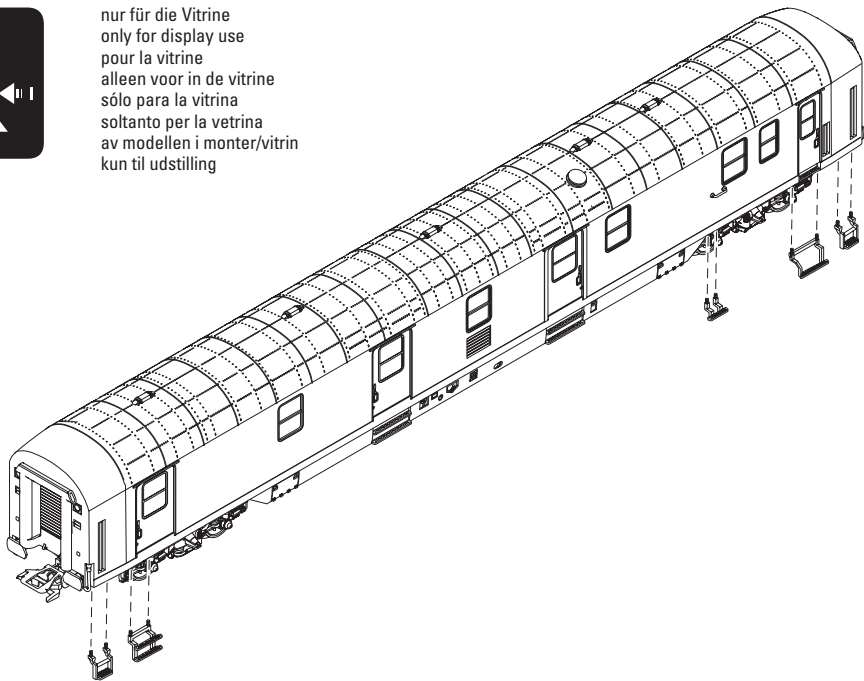 nur für die Vitrine
only for display use
pour la vitrine
alleen voor in de vitrine
sólo para la vitrina
soltanto per la vetrina
av modellen i monter/vitrin
kun til udstilling